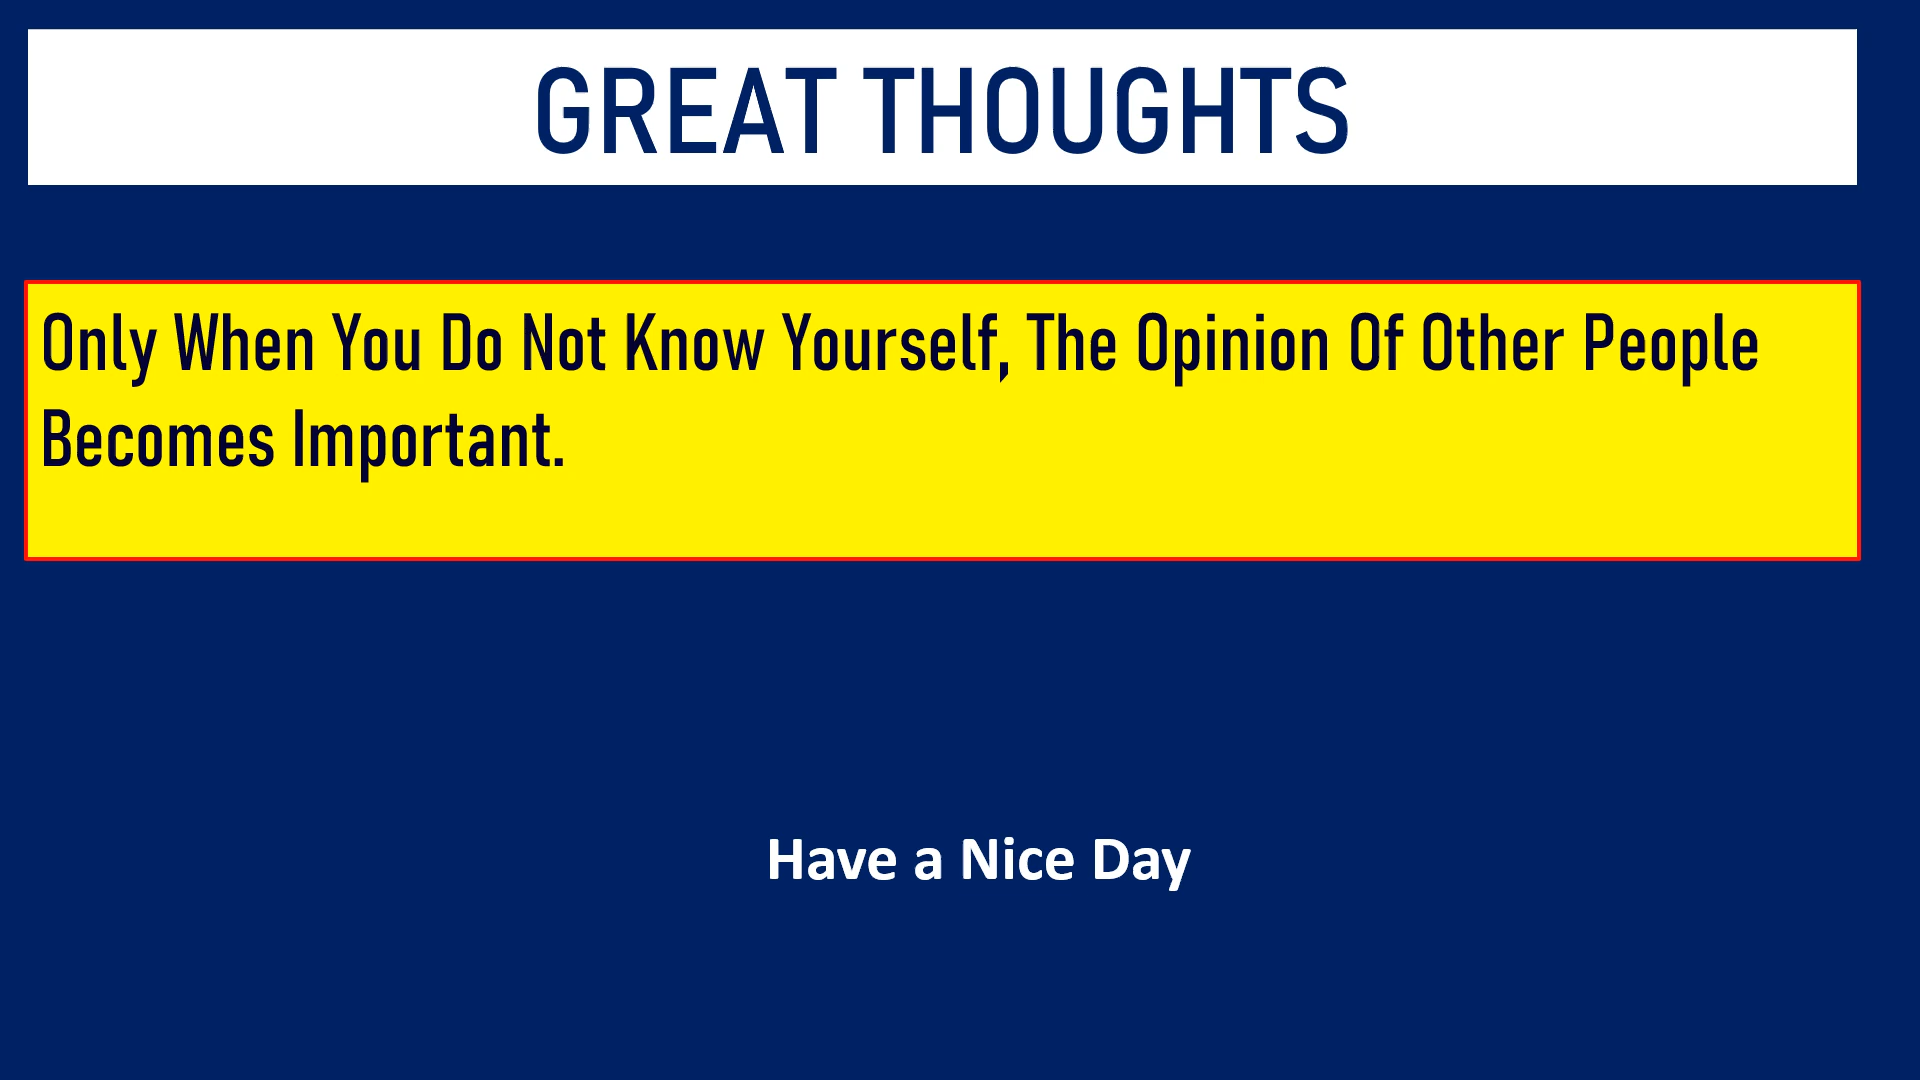 GREAT THOUGHTS
Only When You Do Not Know Yourself, The Opinion Of Other People
Becomes Important.
Have a Nice Day